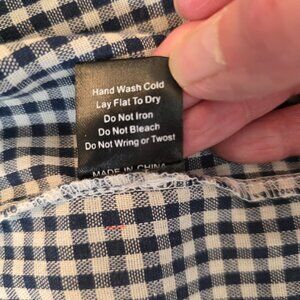 Hand Wash Cold
Lay Flat To Dry
Do Not Iron
Do Not Bleach
Do Not Wring or Twost
MADE IN CHINA